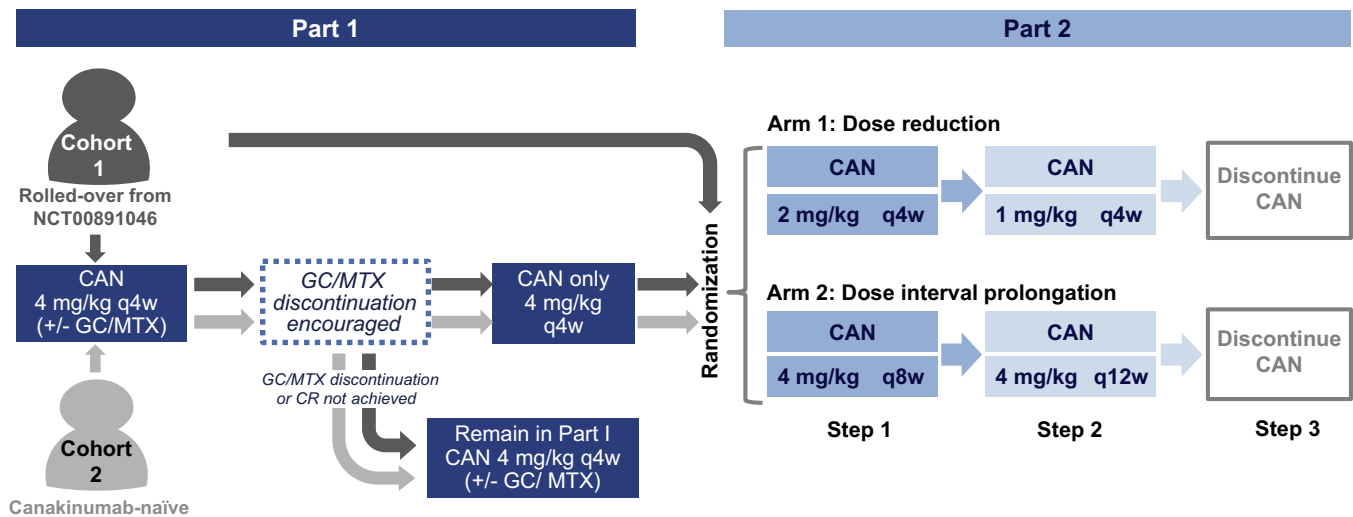 Part 1
Part 2
Cohort
1
Rolled-over from
NCT00891046
CAN
4 mg/kg q4w
(+/- GC/MTX)
GC/MTX
discontinuation
encouraged
CAN only
4 mg/kg
q4w
GC/MTX discontinuation
or CR not achieved
Remain in Part I
CAN 4 mg/kg q4w
(+/- GC/ MTX)
Cohort
2
Canakinumab-naïve
Randomization
Arm 1: Dose reduction
CAN
2 mg/kg q4w
CAN
1 mg/kg q4w
Discontinue
CAN
Arm 2: Dose interval prolongation
CAN
4 mg/kg q8w
CAN
4 mg/kg q12w
Discontinue
CAN
Step 1
Step 2
Step 3